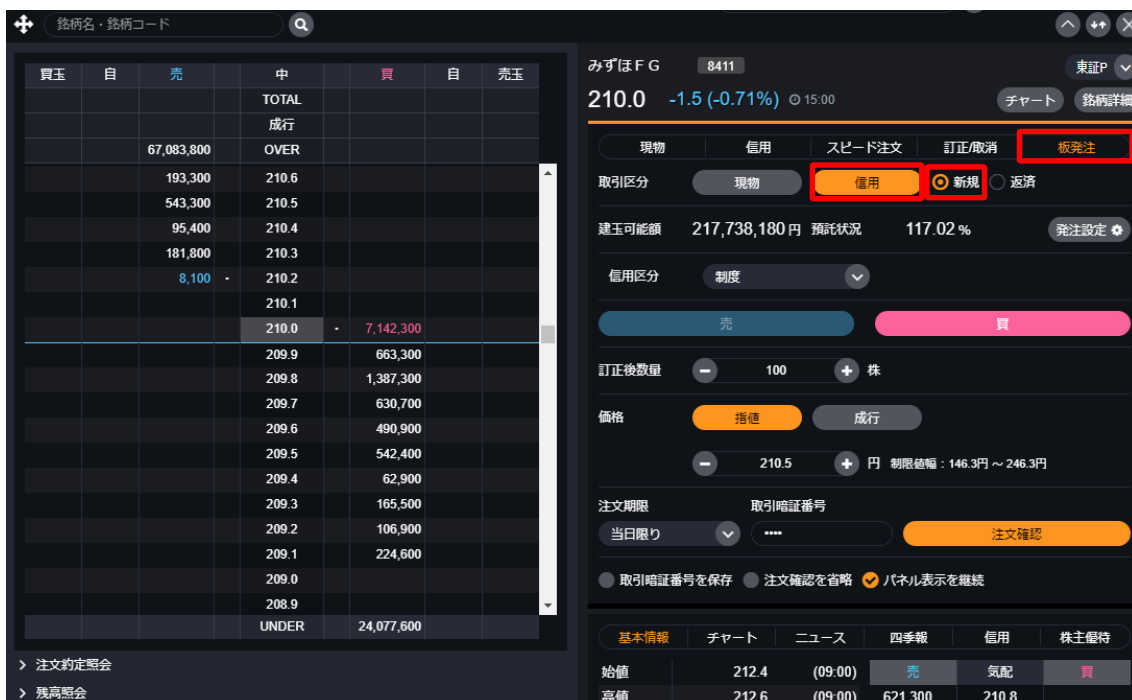 銘柄名・銘柄コード
買玉 自 売 中 買 自 売玉
TOTAL
成行
67,083,800 OVER
193,300 210.6
543,300 210.5
95,400 210.4
181,800 210.3
8,100 210.2
210.1
210.0 7,142,300
209.9 663,300
209.8 1,387,300
209.7 630,700
209.6 490,900
209.5 542,400
209.4 62,900
209.3 165,500
209.2 106,900
209.1 224,600
209.0
208.9
UNDER 24,077,600
注文約定照会
残高照会
みずほＦＧ 8411 東証P
210.0 -1.5 (-0.71%) 15:00 チャート 銘柄詳細
現物 信用 スピード注文 訂正/取消 板発注
取引区分 現物 信用 新規 返済
建玉可能額 217,738,180 円 預託状況 117.02 % 発注設定
信用区分 制度
売 買
訂正後数量 100 株
価格 指値 成行
210.5 円 制限値幅：146.3円 ～ 246.3円
注文期限 取引暗証番号
当日限り •••• 注文確認
取引暗証番号を保存 注文確認を省略 パネル表示を継続
基本情報 チャート ニュース 四季報 信用 株主優待
始値 212.4 (09:00) 売 気配 買
高値 212.6 (09:00) 621,300 210.8